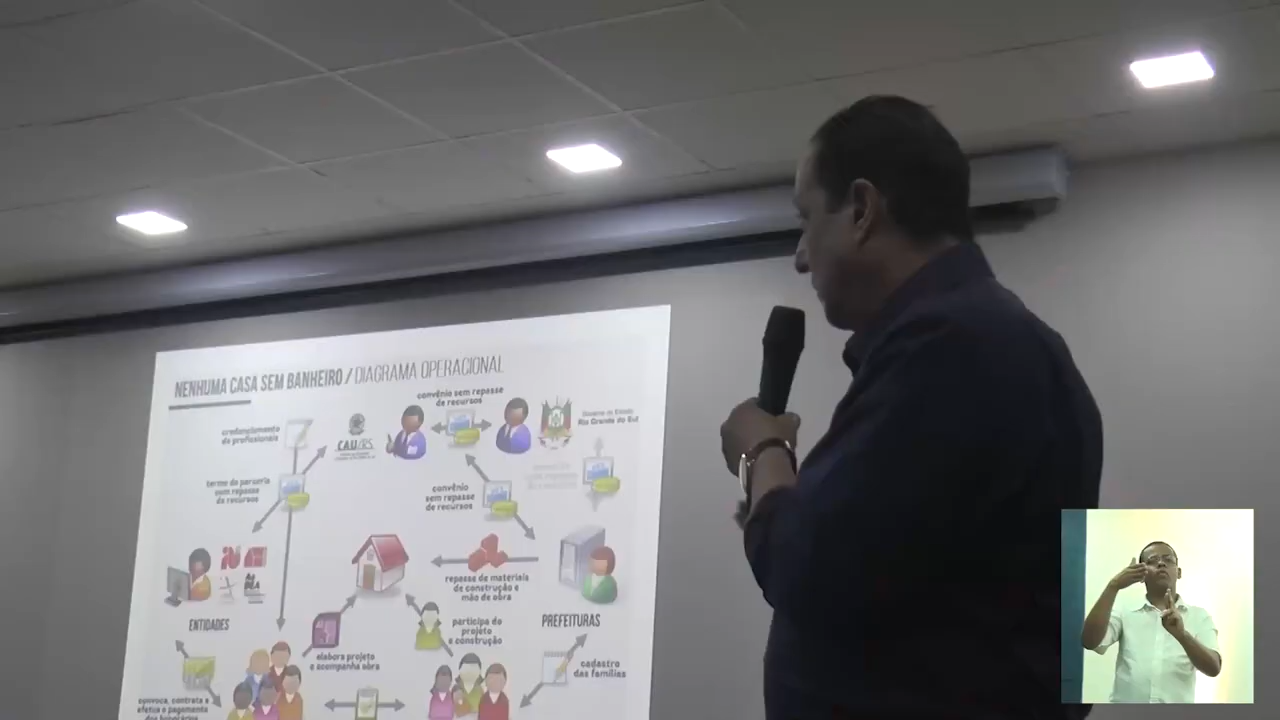 NENHUMA CASA SEM BANHEIRO / DIAGRAMA OPERACIONAL
convênio sem repasse
de recursos
credenciamento
de profissionais
CAU/RS
Governo do Estado
Rio Grande do Sul
termo de parceria
sem repasse
de recursos
convênio
sem repasse
de recursos
repasse de materiais
de construção e
mão de obra
ENTIDADES
PREFEITURAS
participa do
projeto e
construção
elabora projeto
e acompanha obra
cadastro
das famílias
efetua o pagamento